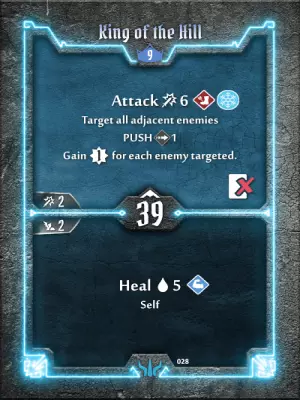 King of the Hill
9
Attack 6
Target all adjacent enemies
PUSH 1
Gain 1 for each enemy targeted.
2
39
2
Heal 5
Self
028